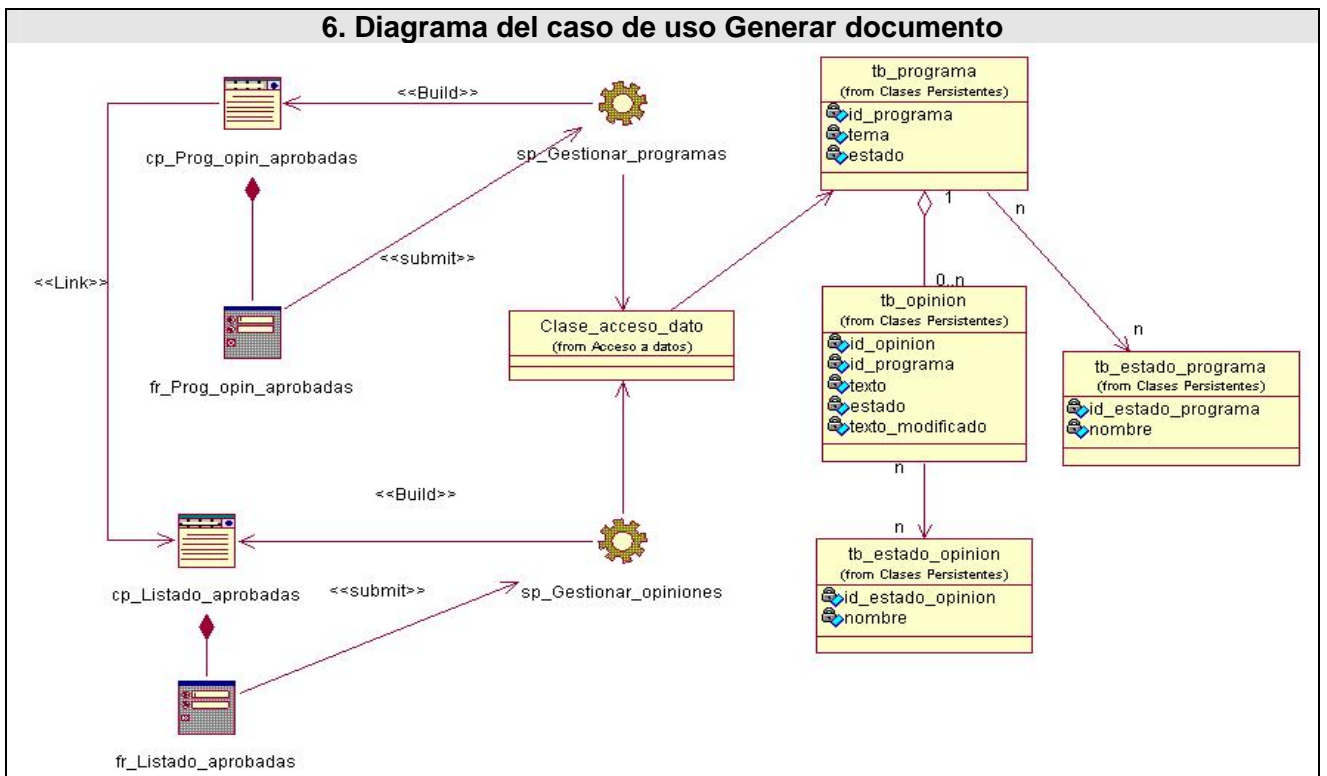 6. Diagrama del caso de uso Generar documento
<<Build>>
cp_Prog_opin_aprobadas
sp_Gestionar_programas
<<submit>>
<<Link>>
fr_Prog_opin_aprobadas
Clase_acceso_dato
(from Acceso a datos)
tb_programa
(from Clases Persistentes)
id_programa
tema
estado
1
n
0..n
tb_opinion
(from Clases Persistentes)
id_opinion
id_programa
texto
estado
texto_modificado
n
n
tb_estado_programa
(from Clases Persistentes)
id_estado_programa
nombre
n
tb_estado_opinion
(from Clases Persistentes)
id_estado_opinion
nombre
<<Build>>
cp_Listado_aprobadas
<<submit>>
sp_Gestionar_opiniones
fr_Listado_aprobadas